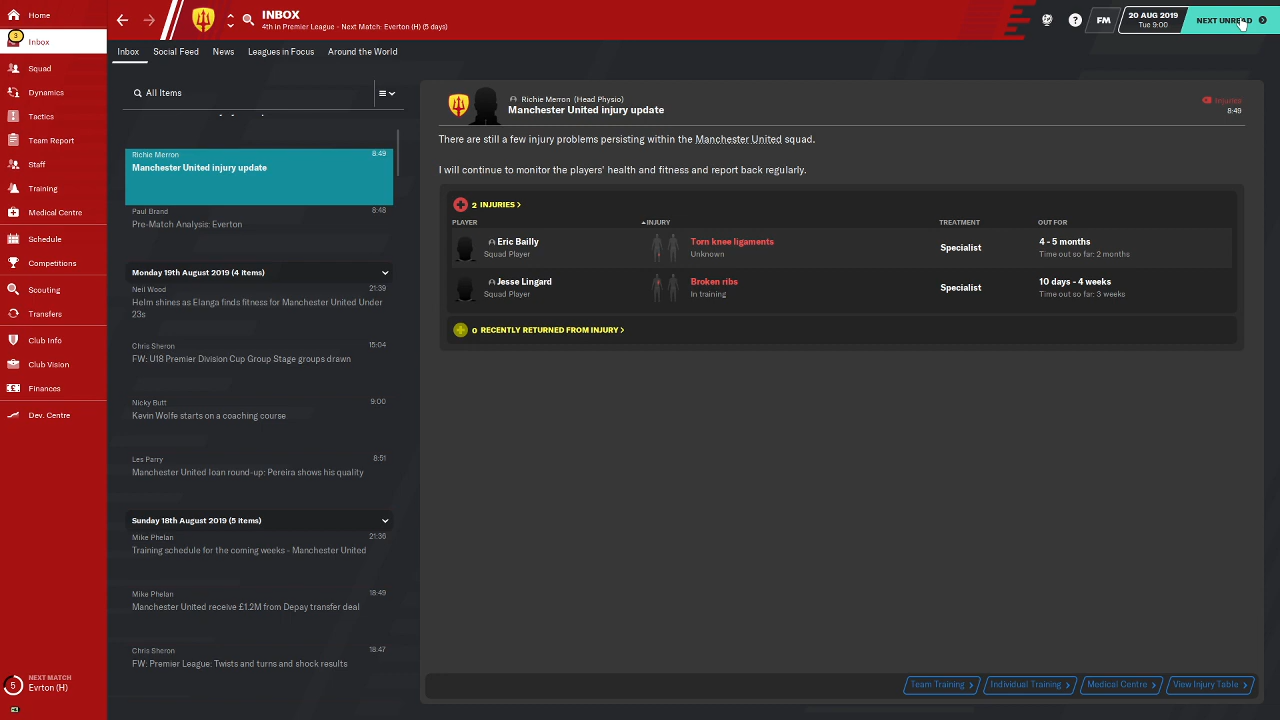 Home
INBOX
4th in Premier League - Next Match: Everton (H) (5 days)
FM
20 AUG 2019
Tue 9:00
NEXT UNREAD
3
Inbox
Squad
Dynamics
Tactics
Team Report
Staff
Training
Medical Centre
Schedule
Competitions
Scouting
Transfers
Club Info
Club Vision
Finances
Dev. Centre
5
NEXT MATCH
Evrton (H)
Inbox
Social Feed
News
Leagues in Focus
Around the World
All Items
Richie Merron
8:49
Manchester United injury update
Paul Brand
8:48
Pre-Match Analysis: Everton
Monday 19th August 2019 (4 Items)
Neil Wood
21:39
Helm shines as Elanga finds fitness for Manchester United Under
23s
Chris Sheron
15:04
FW: U18 Premier Division Cup Group Stage groups drawn
Nicky Butt
9:00
Kevin Wolfe starts on a coaching course
Les Parry
8:51
Manchester United loan round-up: Pereira shows his quality
Sunday 18th August 2019 (5 Items)
Mike Phelan
21:36
Training schedule for the coming weeks - Manchester United
Mike Phelan
18:49
Manchester United receive £1.2M from Depay transfer deal
Chris Sheron
18:47
FW: Premier League: Twists and turns and shock results
Richie Merron (Head Physio)
Manchester United injury update
Injuries
8:49
There are still a few injury problems persisting within the Manchester United squad.
I will continue to monitor the players' health and fitness and report back regularly.
2 INJURIES
PLAYER
INJURY
TREATMENT
OUT FOR
Eric Bailly
Squad Player
Torn knee ligaments
Unknown
Specialist
4 - 5 months
Time out so far: 2 months
Jesse Lingard
Squad Player
Broken ribs
In training
Specialist
10 days - 4 weeks
Time out so far: 3 weeks
0 RECENTLY RETURNED FROM INJURY
Team Training
Individual Training
Medical Centre
View Injury Table